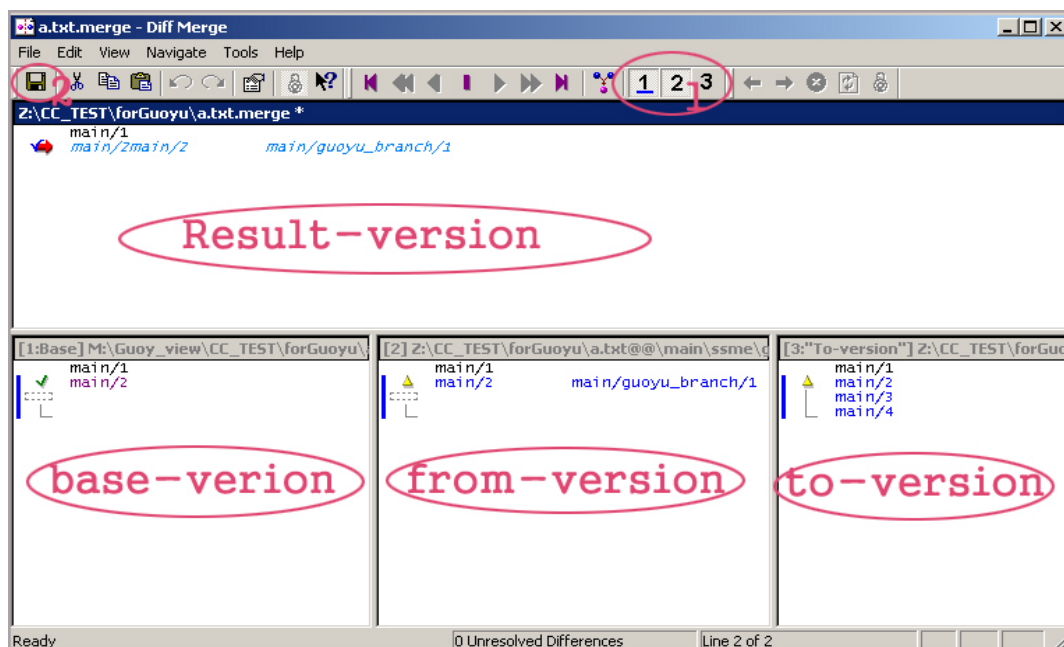 a.txt.merge - Diff Merge
File Edit View Navigate Tools Help
1 2 3
2
1
Z:\CC_TEST\forGuoyu\a.txt.merge *
main/1
main/2main/2 main/guoyu_branch/1
Result-version
[1:Base] M:\Guoy_view\CC_TEST\forGuoyu\
[2] Z:\CC_TEST\forGuoyu\a.txt@@\main\ssme\g
[3:"To-version"] Z:\CC_TEST\forGuo
main/1
main/2
main/1
main/2 main/guoyu_branch/1
main/1
main/2
main/3
main/4
base-verion
from-version
to-version
Ready
0 Unresolved Differences
Line 2 of 2